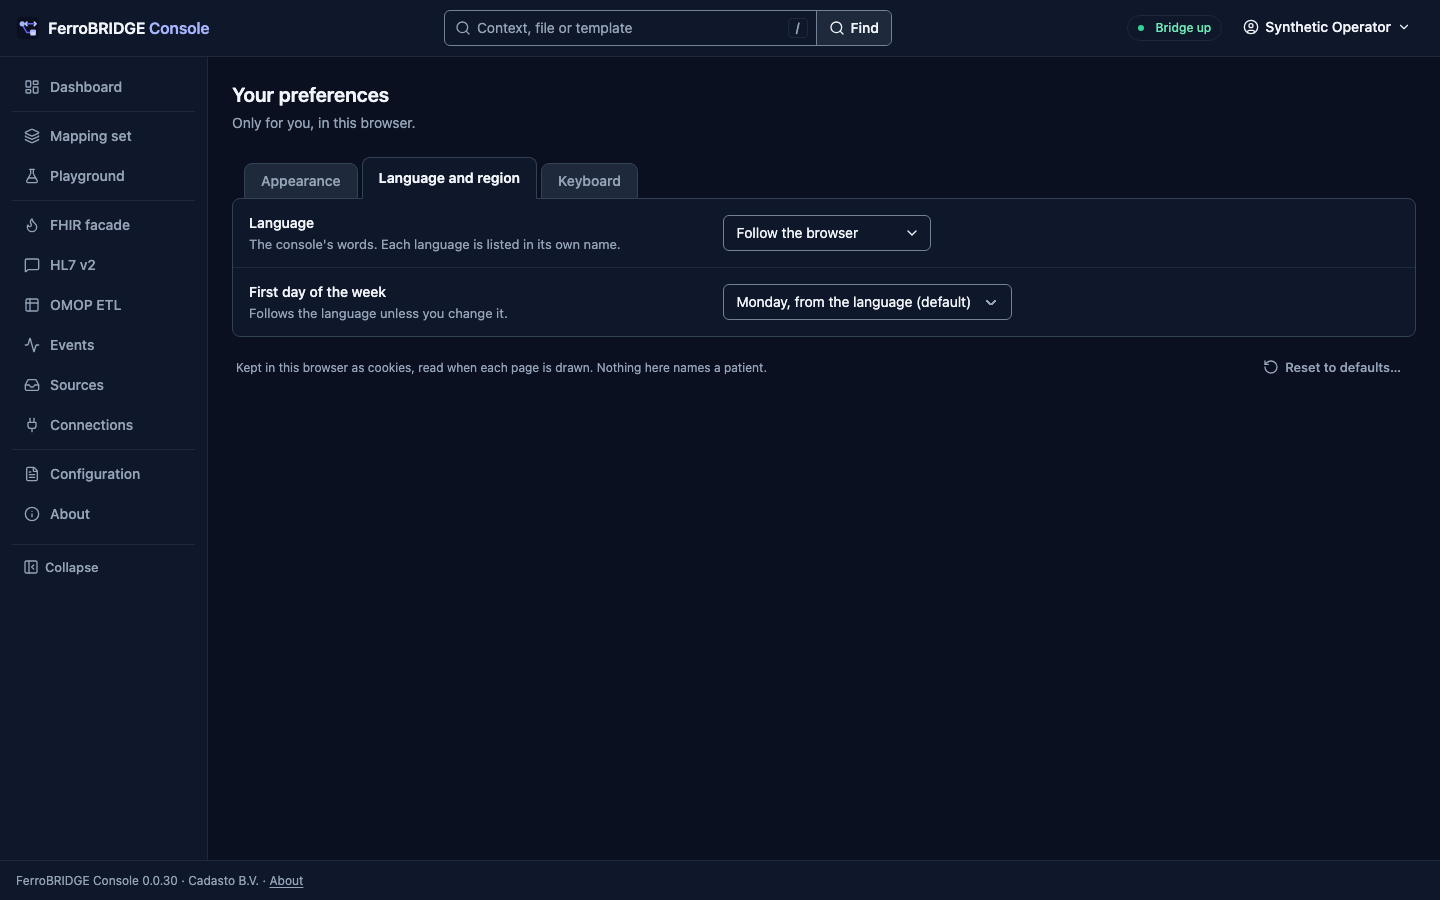 FerroBRIDGE Console
Context, file or template
/
Find
Bridge up
Synthetic Operator
Dashboard
Mapping set
Playground
FHIR facade
HL7 v2
OMOP ETL
Events
Sources
Connections
Configuration
About
Collapse
Your preferences
Only for you, in this browser.
Appearance
Language and region
Keyboard
Language
The console's words. Each language is listed in its own name.
Follow the browser
First day of the week
Follows the language unless you change it.
Monday, from the language (default)
Kept in this browser as cookies, read when each page is drawn. Nothing here names a patient.
Reset to defaults...
FerroBRIDGE Console 0.0.30 · Cadasto B.V. · About